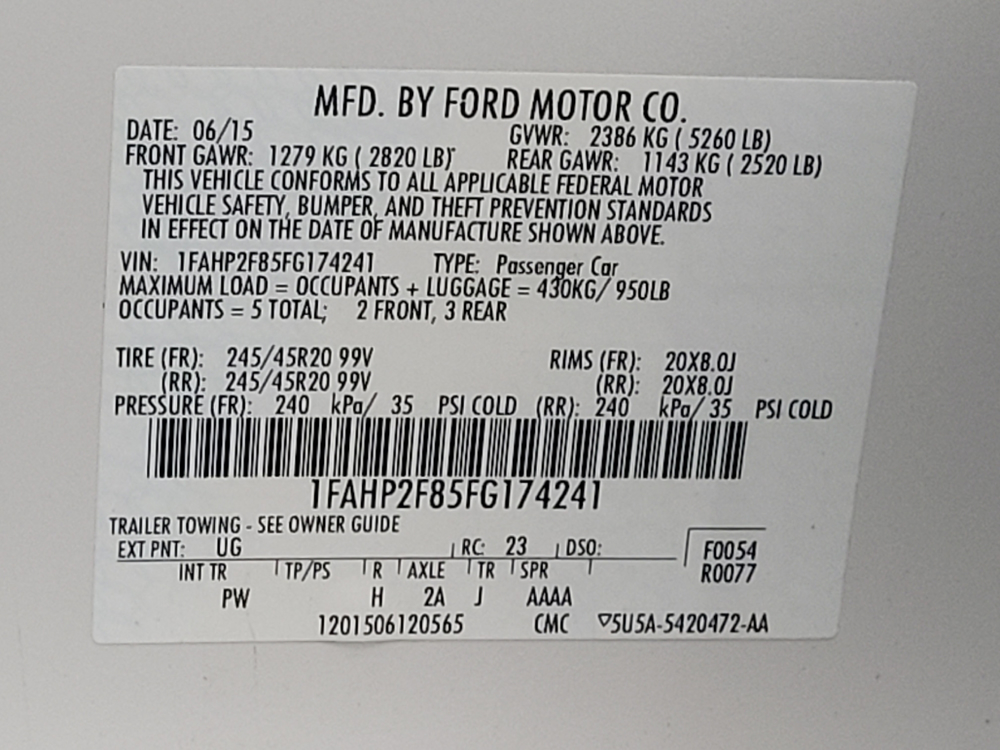 MFD. BY FORD MOTOR CO.
DATE: 06/15 GVWR: 2386 KG ( 5260 LB)
FRONT GAWR: 1279 KG ( 2820 LB) REAR GAWR: 1143 KG ( 2520 LB)
THIS VEHICLE CONFORMS TO ALL APPLICABLE FEDERAL MOTOR
VEHICLE SAFETY, BUMPER, AND THEFT PREVENTION STANDARDS
IN EFFECT ON THE DATE OF MANUFACTURE SHOWN ABOVE.
VIN: 1FAHP2F85FG174241 TYPE: Passenger Car
MAXIMUM LOAD = OCCUPANTS + LUGGAGE = 430KG/ 950LB
OCCUPANTS = 5 TOTAL; 2 FRONT, 3 REAR
TIRE (FR): 245/45R20 99V RIMS (FR): 20X8.0J
(RR): 245/45R20 99V (RR): 20X8.0J
PRESSURE (FR): 240 kPa/ 35 PSI COLD (RR): 240 kPa/ 35 PSI COLD
1FAHP2F85FG174241
TRAILER TOWING - SEE OWNER GUIDE
EXT PNT: UG RC: 23 DSO: F0054
INT TR TP/PS R AXLE TR SPR R0077
PW H 2A J AAAA
1201506120565 CMC ▽5U5A-5420472-AA